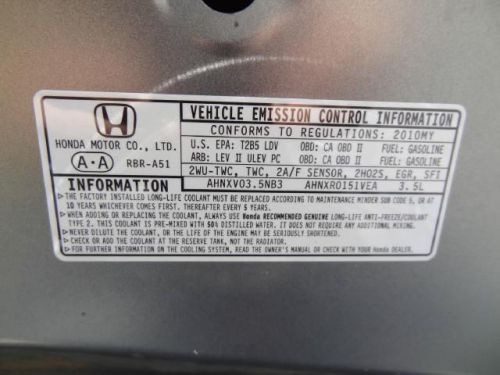 VEHICLE EMISSION CONTROL INFORMATION
CONFORMS TO REGULATIONS: 2010MY
HONDA MOTOR CO., LTD.
U.S. EPA: T2B5 LDV OBD: CA OBD II FUEL: GASOLINE
ARB: LEV II ULEV PC OBD: CA OBD II FUEL: GASOLINE
A·A RBR-A51
2WU-TWC, TWC, 2A/F SENSOR, 2HO2S, EGR, SFI
INFORMATION
AHNXV03.5NB3 AHNXR0151VEA 3.5L
THE FACTORY INSTALLED LONG-LIFE COOLANT MUST BE REPLACED ACCORDING TO MAINTENANCE MINDER SUB CODE 5, OR AT
10 YEARS WHICHEVER COMES FIRST. THEREAFTER EVERY 5 YEARS.
WHEN ADDING OR REPLACING THE COOLANT, ALWAYS USE Honda RECOMMENDED GENUINE LONG-LIFE ANTI-FREEZE/COOLANT
TYPE 2. THIS COOLANT IS PRE-MIXED WITH 50% DISTILLED WATER. IT DOES NOT REQUIRE ANY ADDITIONAL MIXING.
NEVER DILUTE THE COOLANT, OR THE LIFE OF THE ENGINE MAY BE SERIOUSLY SHORTENED.
CHECK AND ADD COOLANT AT THE RESERVE TANK, NOT THE RADIATOR.
FOR FURTHER INFORMATION ON THE COOLING SYSTEM, READ THE OWNER'S MANUAL OR CHECK WITH YOUR Honda DEALER.